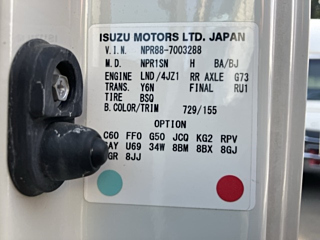 ISUZU MOTORS LTD. JAPAN
V.I.N. NPR88-7003288
M.D. NPR1SN H BA/BJ
ENGINE LND/4JZ1 RR AXLE G73
TRANS. Y6N FINAL RU1
TIRE BSQ
B.COLOR/TRIM 729/155
OPTION
C60 FF0 G50 JCQ KG2 RPV
SAY U69 34W 8BM 8BX 8GJ
8GR 8JJ